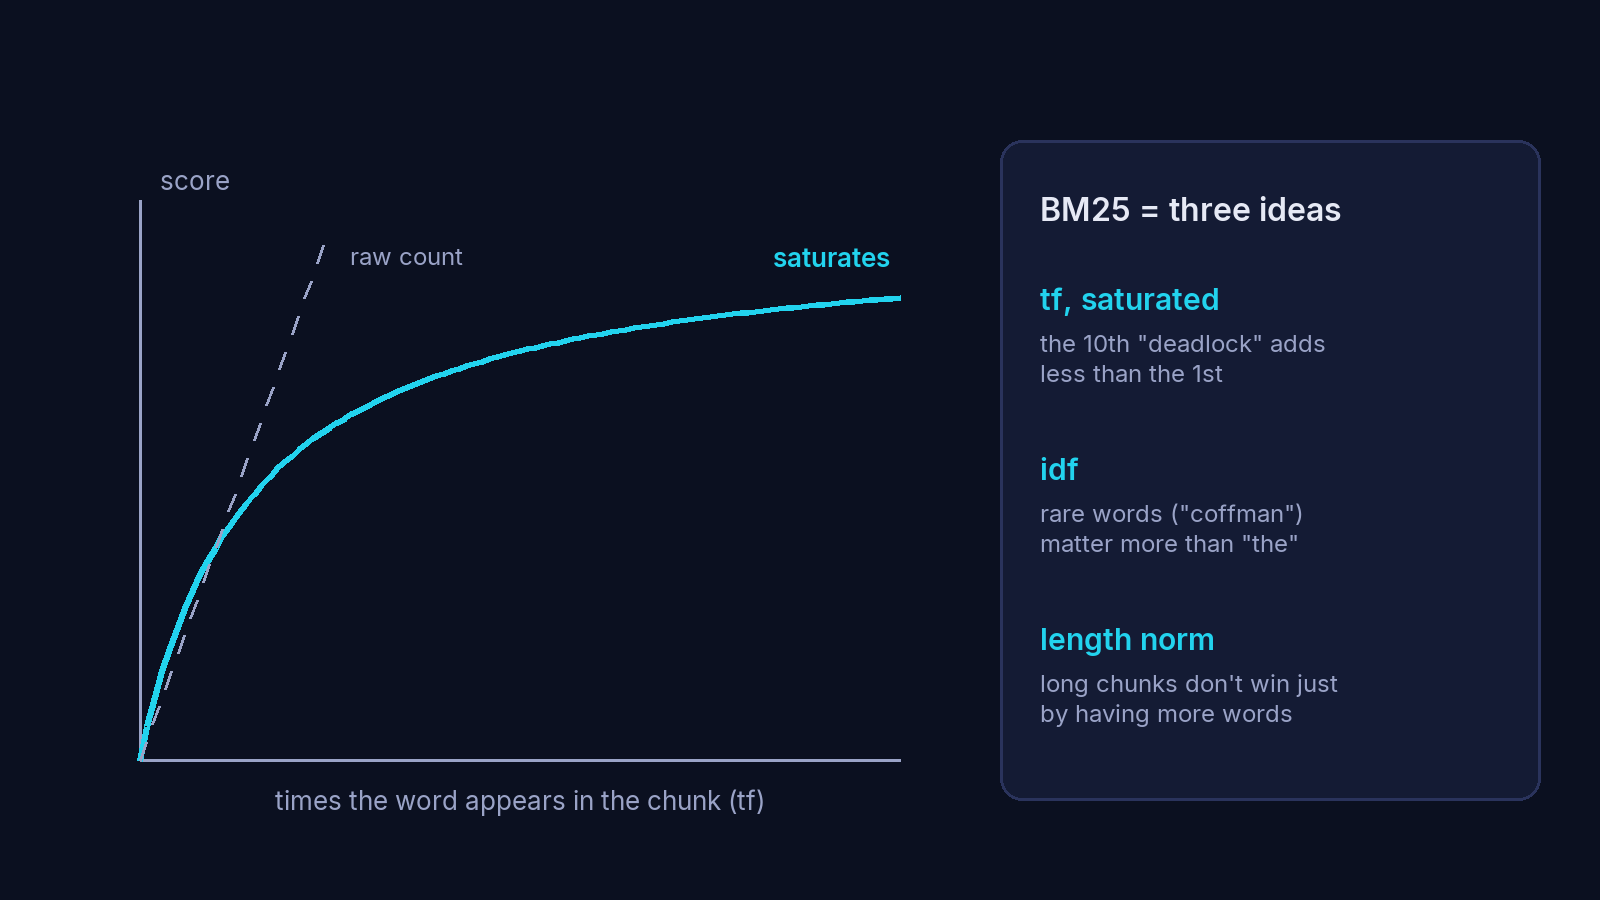 score
raw count
saturates
times the word appears in the chunk (tf)
BM25 = three ideas
tf, saturated
the 10th "deadlock" adds
less than the 1st
idf
rare words ("coffman")
matter more than "the"
length norm
long chunks don't win just
by having more words